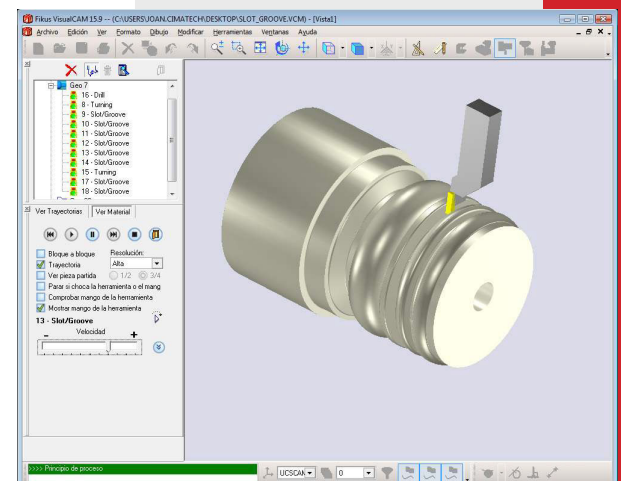 Fikus VisualCAM 15.9 -- (C:\USERS\JOAN.CIMATECH\DESKTOP\SLOT_GROOVE.VCM) - [Vista1]
Archivo Edición Ver Formato Dibujo Modificar Herramientas Ventanas Ayuda
Geo 7
16 - Drill
8 - Turning
9 - Slot/Groove
10 - Slot/Groove
11 - Slot/Groove
12 - Slot/Groove
13 - Slot/Groove
14 - Slot/Groove
15 - Turning
17 - Slot/Groove
18 - Slot/Groove
Ver Trayectorias Ver Material
Bloque a bloque Resolución:
Trayectoria Alta
Ver pieza partida 1/2 3/4
Parar si choca la herramienta o el mang
Comprobar mango de la herramienta
Mostrar mango de la herramienta
13 - Slot/Groove
- Velocidad +
>>>> Principio de proceso UCSCAM 0